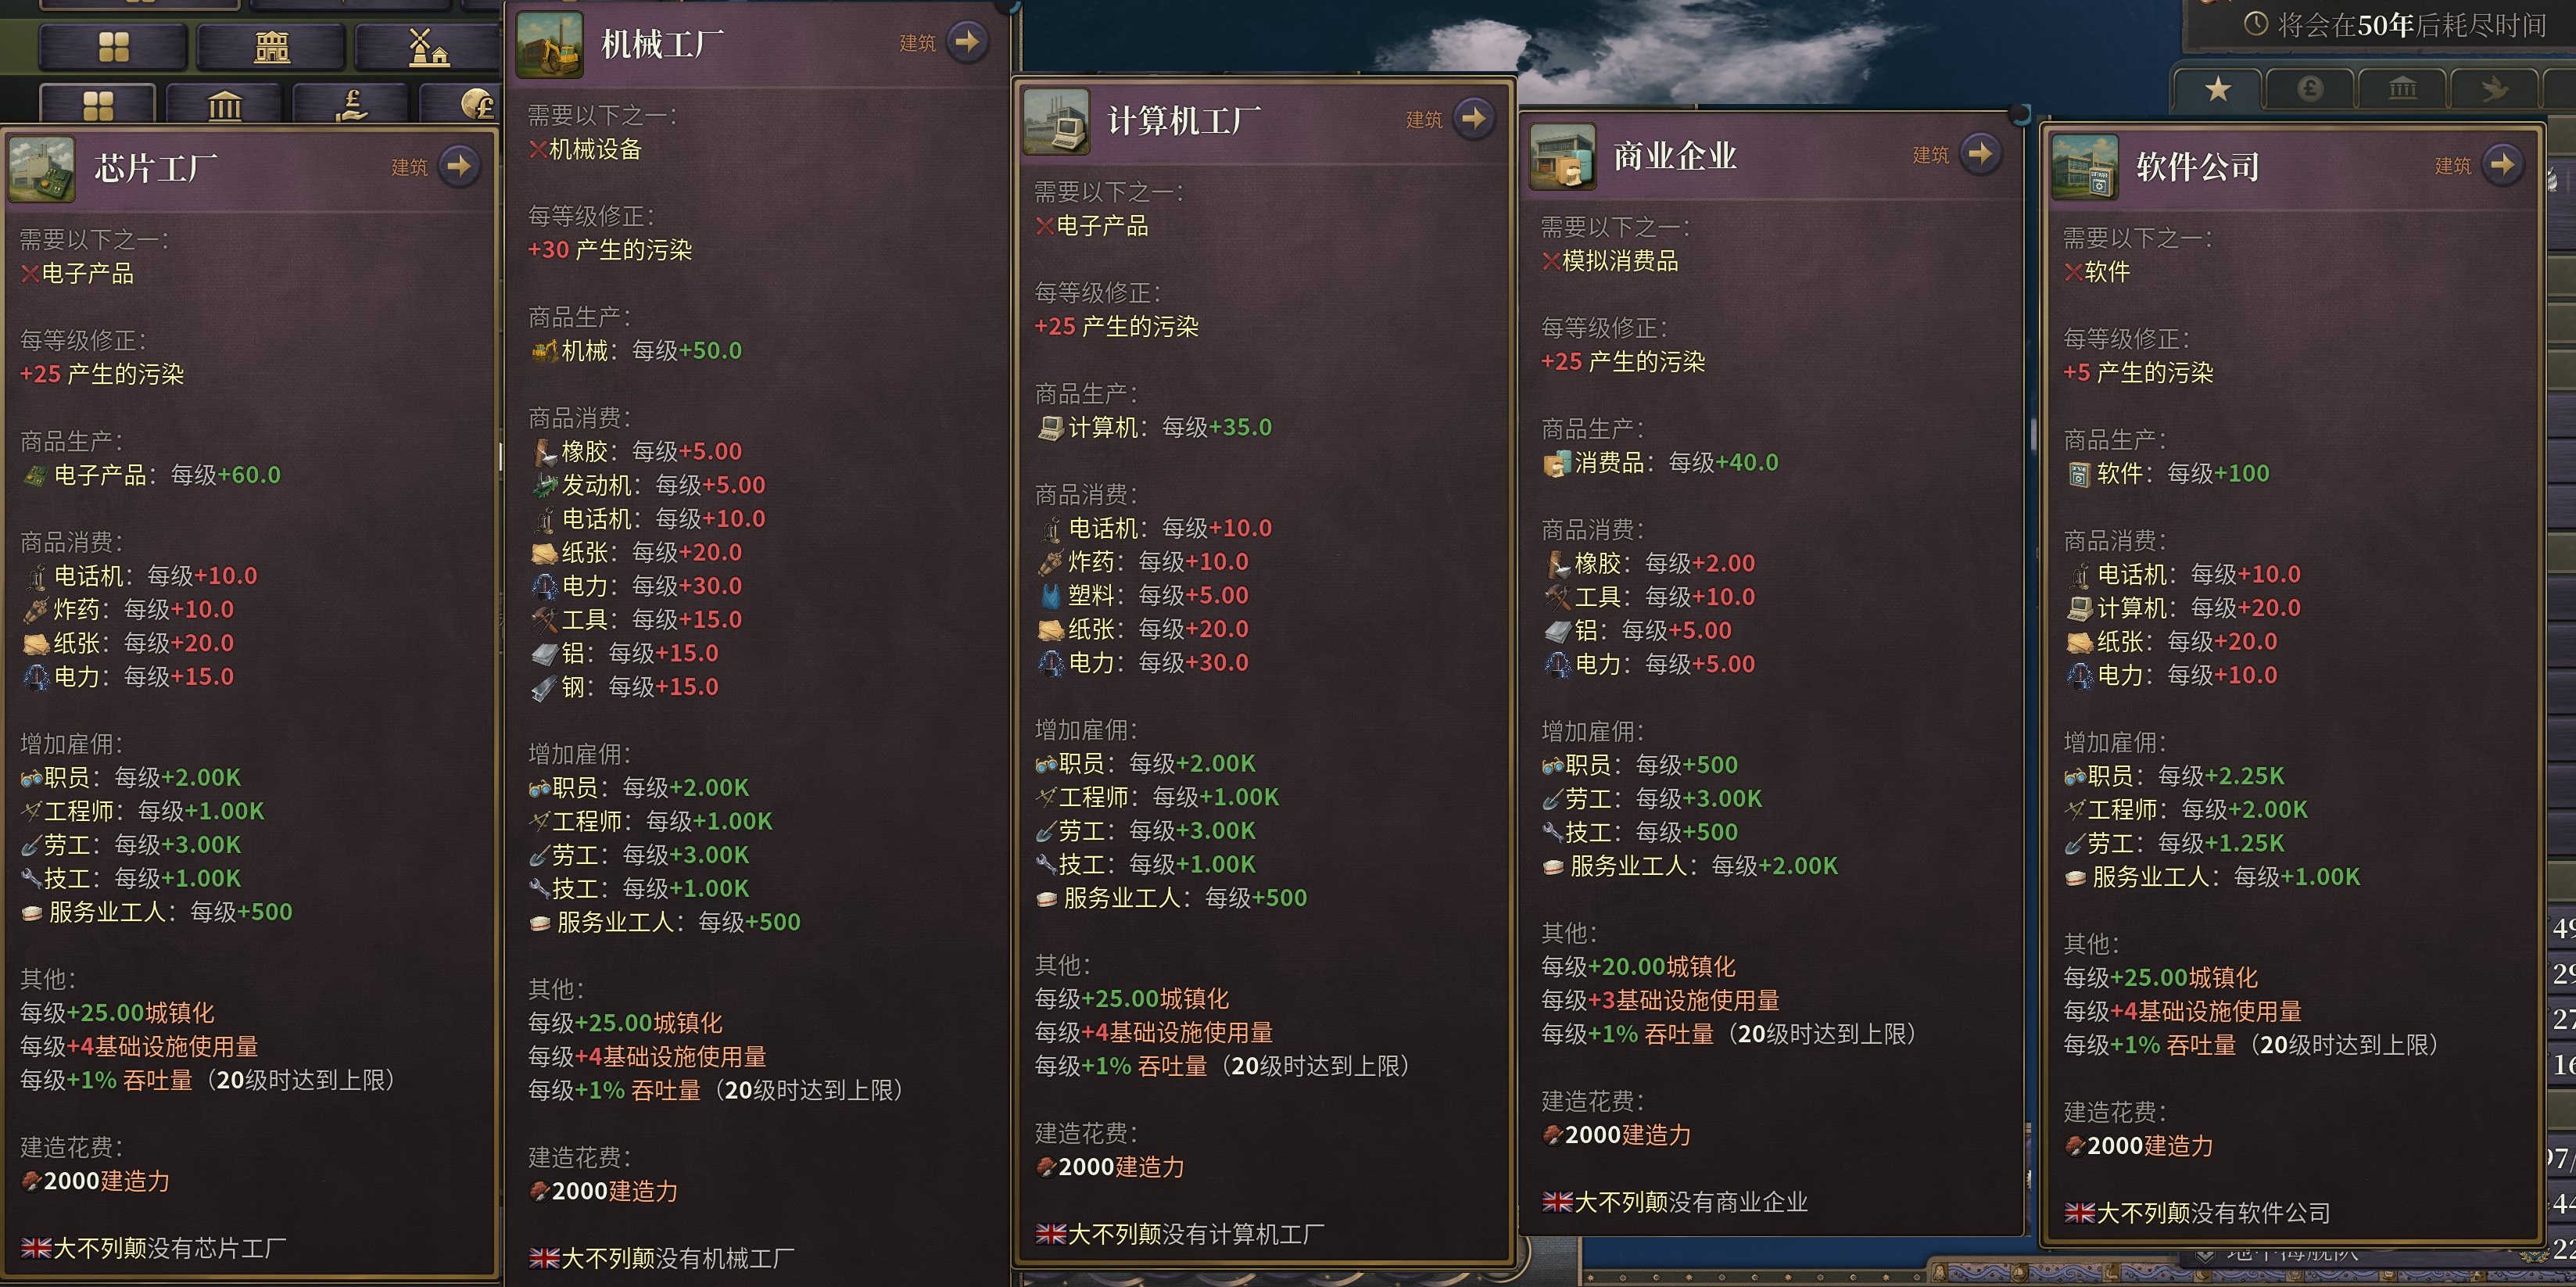 将会在50年后耗尽时间
芯片工厂
建筑
需要以下之一：
电子产品
每等级修正：
+25 产生的污染
商品生产：
电子产品：每级+60.0
商品消费：
电话机：每级+10.0
炸药：每级+10.0
纸张：每级+20.0
电力：每级+15.0
增加雇佣：
职员：每级+2.00K
工程师：每级+1.00K
劳工：每级+3.00K
技工：每级+1.00K
服务业工人：每级+500
其他：
每级+25.00城镇化
每级+4基础设施使用量
每级+1% 吞吐量（20级时达到上限）
建造花费：
2000建造力
大不列颠没有芯片工厂
机械工厂
建筑
需要以下之一：
机械设备
每等级修正：
+30 产生的污染
商品生产：
机械：每级+50.0
商品消费：
橡胶：每级+5.00
发动机：每级+5.00
电话机：每级+10.0
纸张：每级+20.0
电力：每级+30.0
工具：每级+15.0
铝：每级+15.0
钢：每级+15.0
增加雇佣：
职员：每级+2.00K
工程师：每级+1.00K
劳工：每级+3.00K
技工：每级+1.00K
服务业工人：每级+500
其他：
每级+25.00城镇化
每级+4基础设施使用量
每级+1% 吞吐量（20级时达到上限）
建造花费：
2000建造力
大不列颠没有机械工厂
计算机工厂
建筑
需要以下之一：
电子产品
每等级修正：
+25 产生的污染
商品生产：
计算机：每级+35.0
商品消费：
电话机：每级+10.0
炸药：每级+10.0
塑料：每级+5.00
纸张：每级+20.0
电力：每级+30.0
增加雇佣：
职员：每级+2.00K
工程师：每级+1.00K
劳工：每级+3.00K
技工：每级+1.00K
服务业工人：每级+500
其他：
每级+25.00城镇化
每级+4基础设施使用量
每级+1% 吞吐量（20级时达到上限）
建造花费：
2000建造力
大不列颠没有计算机工厂
商业企业
建筑
需要以下之一：
模拟消费品
每等级修正：
+25 产生的污染
商品生产：
消费品：每级+40.0
商品消费：
橡胶：每级+2.00
工具：每级+10.0
铝：每级+5.00
电力：每级+5.00
增加雇佣：
职员：每级+500
劳工：每级+3.00K
技工：每级+500
服务业工人：每级+2.00K
其他：
每级+20.00城镇化
每级+3基础设施使用量
每级+1% 吞吐量（20级时达到上限）
建造花费：
2000建造力
大不列颠没有商业企业
软件公司
建筑
需要以下之一：
软件
每等级修正：
+5 产生的污染
商品生产：
软件：每级+100
商品消费：
电话机：每级+10.0
计算机：每级+20.0
纸张：每级+20.0
电力：每级+10.0
增加雇佣：
职员：每级+2.25K
工程师：每级+2.00K
劳工：每级+1.25K
服务业工人：每级+1.00K
其他：
每级+25.00城镇化
每级+4基础设施使用量
每级+1% 吞吐量（20级时达到上限）
建造花费：
2000建造力
大不列颠没有软件公司